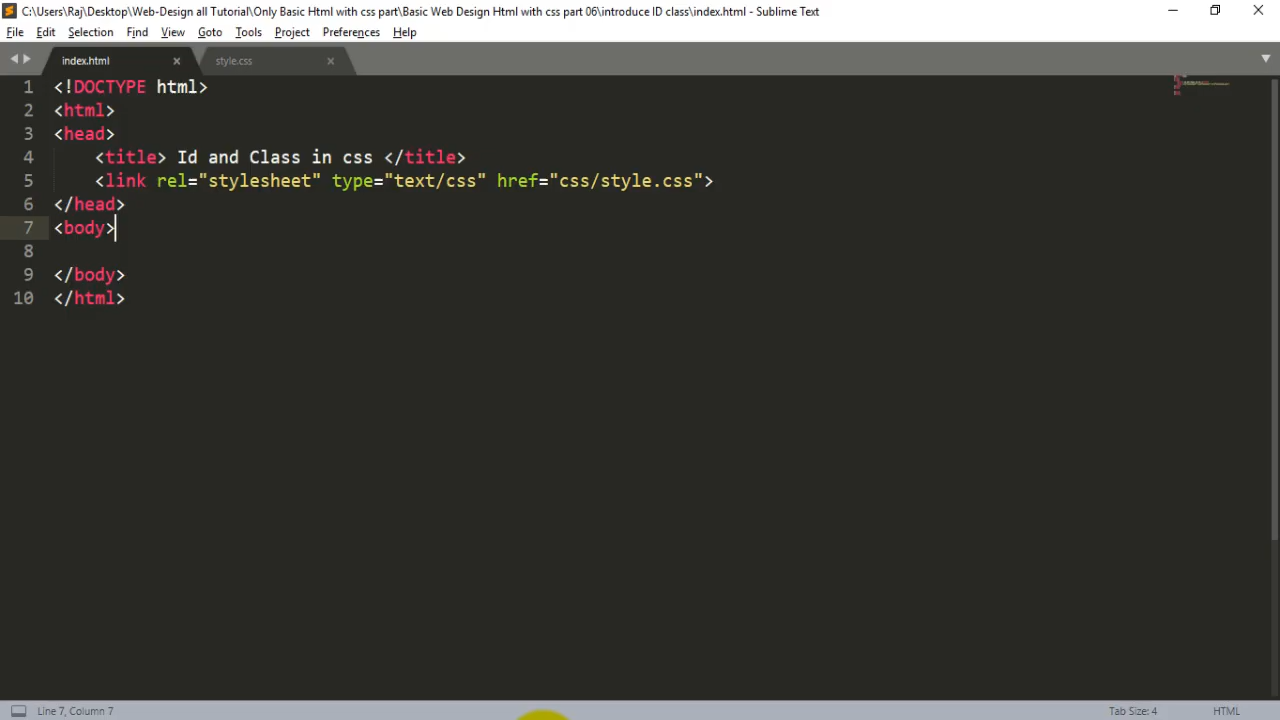 C:\Users\Raj\Desktop\Web-Design all Tutorial\Only Basic Html with css part\Basic Web Design Html with css part 06\introduce ID class\index.html - Sublime Text
File Edit Selection Find View Goto Tools Project Preferences Help
index.html style.css
1 <!DOCTYPE html>
2 <html>
3 <head>
4 <title> Id and Class in css </title>
5 <link rel="stylesheet" type="text/css" href="css/style.css">
6 </head>
7 <body>
8
9 </body>
10 </html>
Line 7, Column 7 Tab Size: 4 HTML